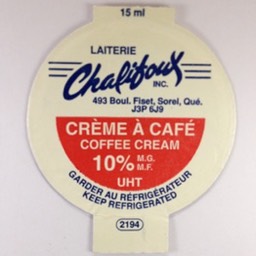 15 ml
LAITERIE
Chalifoux
INC.
493 Boul. Fiset, Sorel, Qué.
J3P 6J9
CRÈME À CAFÉ
COFFEE CREAM
10% M.G.
M.F.
UHT
GARDER AU RÉFRIGÉRATEUR
KEEP REFRIGERATED
2194